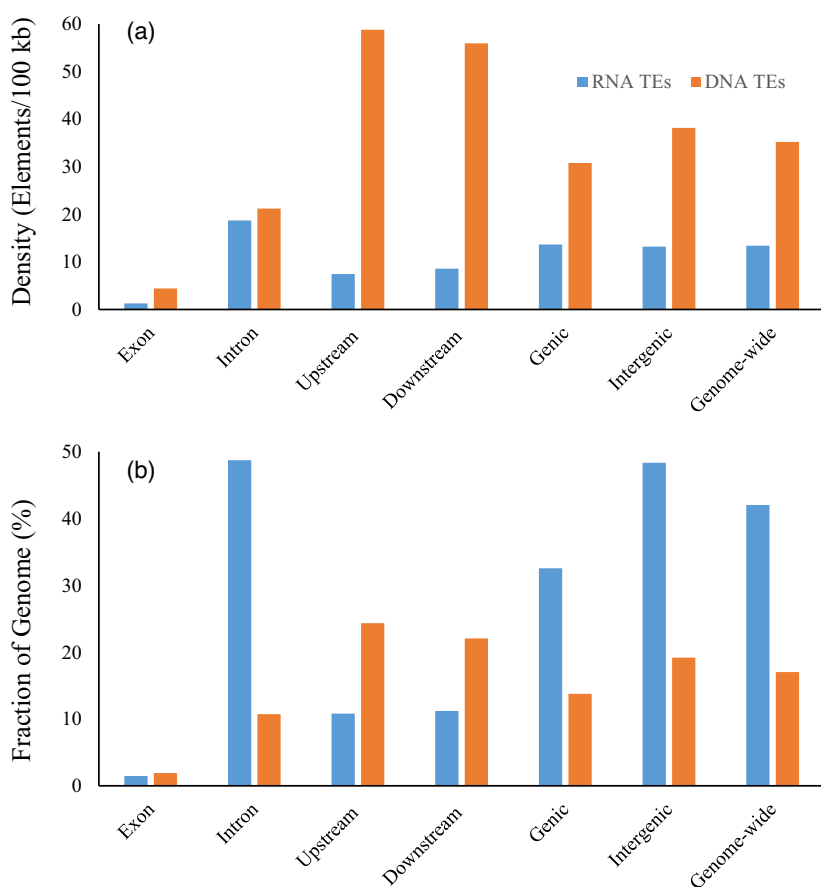 (a)
Density (Elements/100 kb)
60
50
40
30
20
10
0
RNA TEs DNA TEs
Exon
Intron
Upstream
Downstream
Genic
Intergenic
Genome-wide
(b)
Fraction of Genome (%)
50
40
30
20
10
0
Exon
Intron
Upstream
Downstream
Genic
Intergenic
Genome-wide